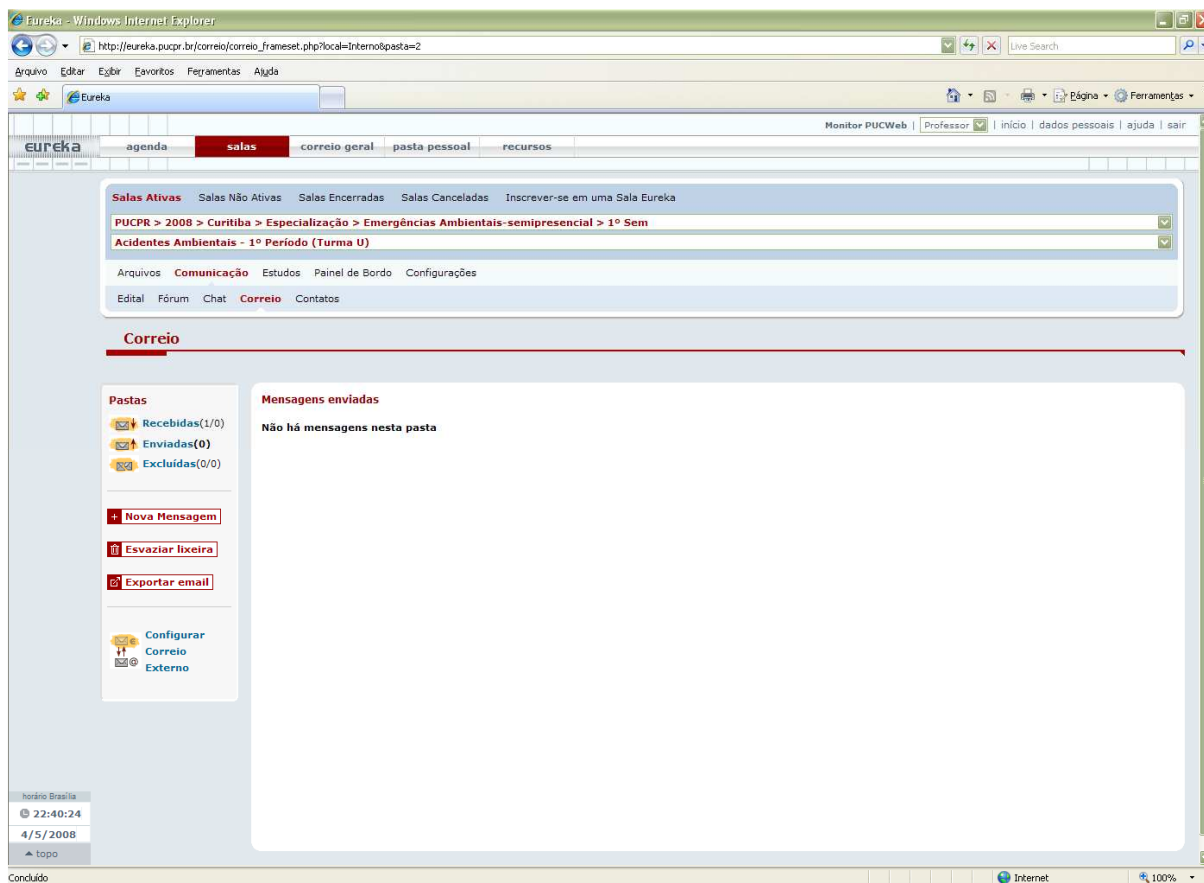 Eureka - Windows Internet Explorer
http://eureka.pucpr.br/correio/correio_frameset.php?local=Interno&pasta=2
Live Search
Arquivo Editar Exibir Favoritos Ferramentas Ajuda
Eureka
Página Ferramentas
Monitor PUCWeb | Professor | início | dados pessoais | ajuda | sair
eureka agenda salas correio geral pasta pessoal recursos
Salas Ativas Salas Não Ativas Salas Encerradas Salas Canceladas Inscrever-se em uma Sala Eureka
PUCPR > 2008 > Curitiba > Especialização > Emergências Ambientais-semipresencial > 1º Sem
Acidentes Ambientais - 1º Período (Turma U)
Arquivos Comunicação Estudos Painel de Bordo Configurações
Edital Fórum Chat Correio Contatos
Correio
Pastas
Recebidas(1/0)
Enviadas(0)
Excluídas(0/0)
Nova Mensagem
Esvaziar lixeira
Exportar email
Configurar
Correio
Externo
Mensagens enviadas
Não há mensagens nesta pasta
horário Brasília
22:40:24
4/5/2008
topo
Concluído Internet 100%